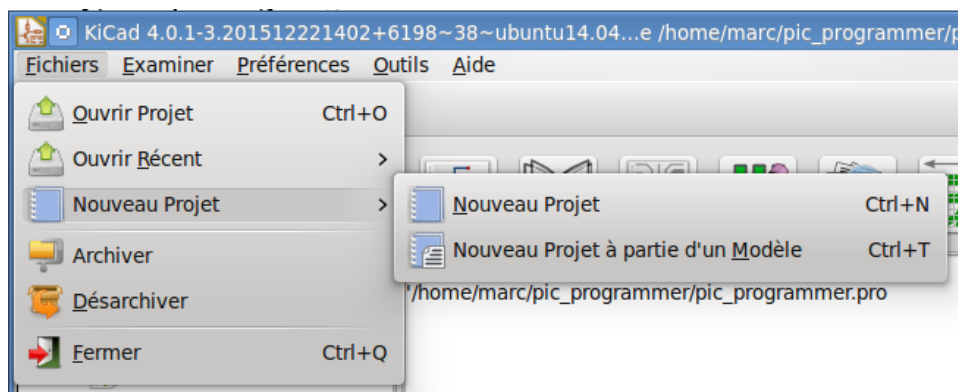 KiCad 4.0.1-3.201512221402+6198~38~ubuntu14.04...e /home/marc/pic_programmer/p
Fichiers Examiner Préférences Outils Aide
Ouvrir Projet Ctrl+O
Ouvrir Récent >
Nouveau Projet >
Nouveau Projet Ctrl+N
Nouveau Projet à partie d'un Modèle Ctrl+T
Archiver
Désarchiver
Fermer Ctrl+Q
'/home/marc/pic_programmer/pic_programmer.pro